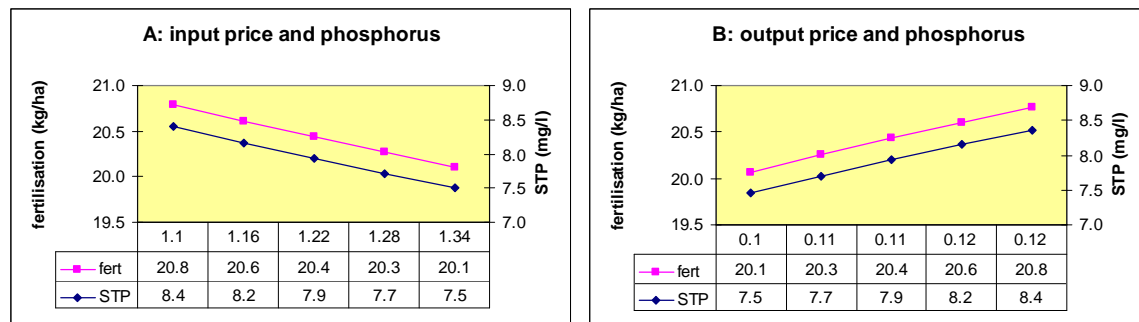 A: input price and phosphorus
fertilisation (kg/ha)
21.0
20.5
20.0
19.5
9.0
8.5
8.0
7.5
7.0
STP (mg/l)
1.1 1.16 1.22 1.28 1.34
fert 20.8 20.6 20.4 20.3 20.1
STP 8.4 8.2 7.9 7.7 7.5
B: output price and phosphorus
fertilisation (kg/ha)
21.0
20.5
20.0
19.5
9.0
8.5
8.0
7.5
7.0
STP (mg/l)
0.1 0.11 0.11 0.12 0.12
fert 20.1 20.3 20.4 20.6 20.8
STP 7.5 7.7 7.9 8.2 8.4